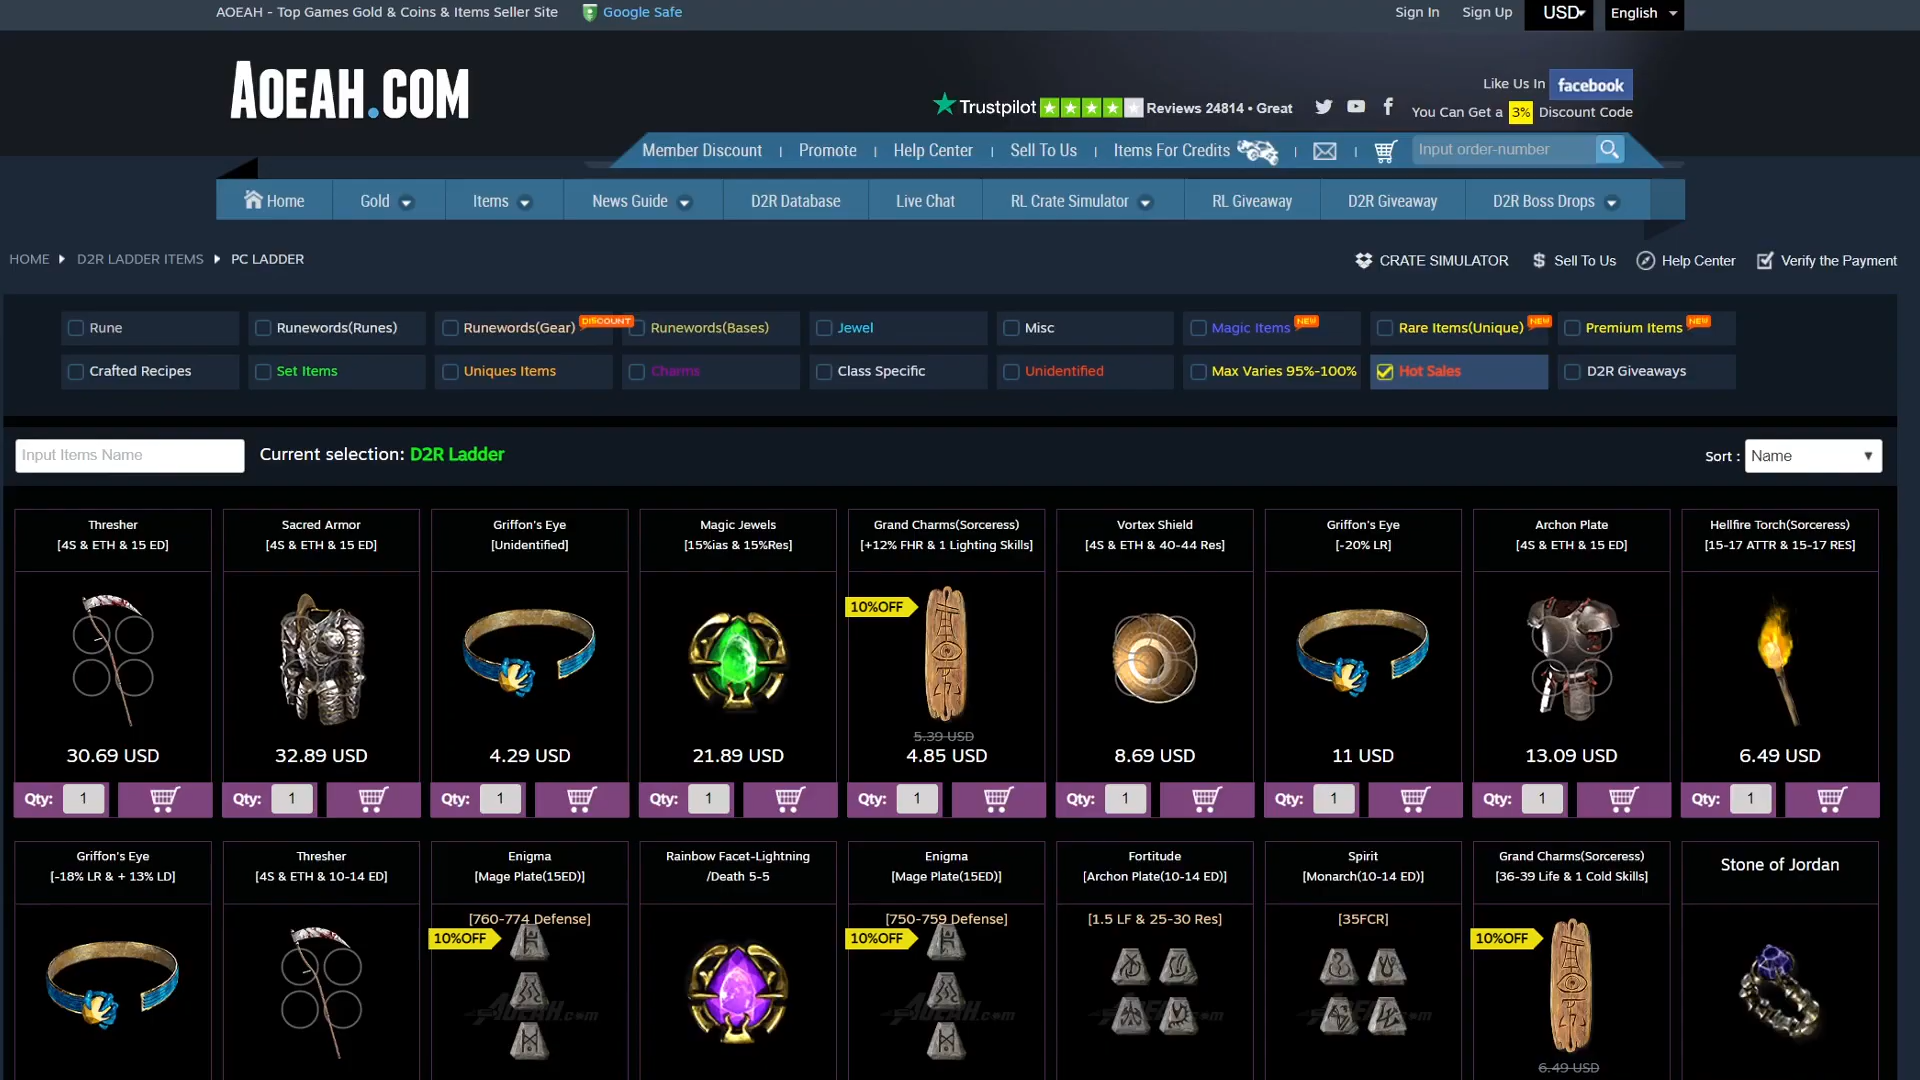 AOEAH - Top Games Gold & Coins & Items Seller Site
Google Safe
Sign In
Sign Up
USD
English
AOEAH.COM
Trustpilot
Reviews 24814 • Great
Like Us In
facebook
You Can Get a 3% Discount Code
Member Discount
Promote
Help Center
Sell To Us
Items For Credits
Input order-number
Home
Gold
Items
News Guide
D2R Database
Live Chat
RL Crate Simulator
RL Giveaway
D2R Giveaway
D2R Boss Drops
HOME
D2R LADDER ITEMS
PC LADDER
CRATE SIMULATOR
Sell To Us
Help Center
Verify the Payment
Rune
Runewords(Runes)
Runewords(Gear)
DISCOUNT
Runewords(Bases)
Jewel
Misc
Magic Items
NEW
Rare Items(Unique)
NEW
Premium Items
NEW
Crafted Recipes
Set Items
Uniques Items
Charms
Class Specific
Unidentified
Max Varies 95%-100%
Hot Sales
D2R Giveaways
Input Items Name
Current selection: D2R Ladder
Sort :
Name
Thresher
[4S & ETH & 15 ED]
30.69 USD
Qty: 1
Sacred Armor
[4S & ETH & 15 ED]
32.89 USD
Qty: 1
Griffon's Eye
[Unidentified]
4.29 USD
Qty: 1
Magic Jewels
[15%ias & 15%Res]
21.89 USD
Qty: 1
Grand Charms(Sorceress)
[+12% FHR & 1 Lighting Skills]
10%OFF
5.39 USD
4.85 USD
Qty: 1
Vortex Shield
[4S & ETH & 40-44 Res]
8.69 USD
Qty: 1
Griffon's Eye
[-20% LR]
11 USD
Qty: 1
Archon Plate
[4S & ETH & 15 ED]
13.09 USD
Qty: 1
Hellfire Torch(Sorceress)
[15-17 ATTR & 15-17 RES]
6.49 USD
Qty: 1
Griffon's Eye
[-18% LR & + 13% LD]
Thresher
[4S & ETH & 10-14 ED]
Enigma
[Mage Plate(15ED)]
[760-774 Defense]
10%OFF
AOEAH.com
Rainbow Facet-Lightning
/Death 5-5
Enigma
[Mage Plate(15ED)]
[750-759 Defense]
10%OFF
AOEAH.com
Fortitude
[Archon Plate(10-14 ED)]
[1.5 LF & 25-30 Res]
AOEAH.com
Spirit
[Monarch(10-14 ED)]
[35FCR]
AOEAH.com
Grand Charms(Sorceress)
[36-39 Life & 1 Cold Skills]
10%OFF
6.49 USD
Stone of Jordan